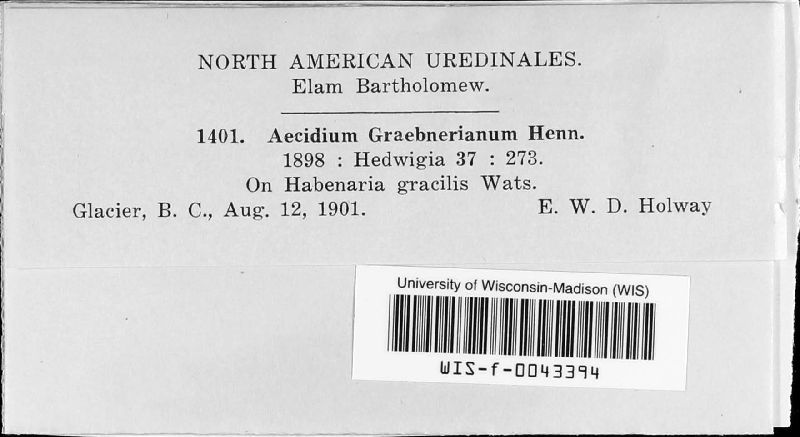 NORTH AMERICAN UREDINALES.
Elam Bartholomew.
1401. Aecidium Graebnerianum Henn.
1898 : Hedwigia 37 : 273.
On Habenaria gracilis Wats.
Glacier, B. C., Aug. 12, 1901. E. W. D. Holway
University of Wisconsin-Madison (WIS)
WIS-f-0043394